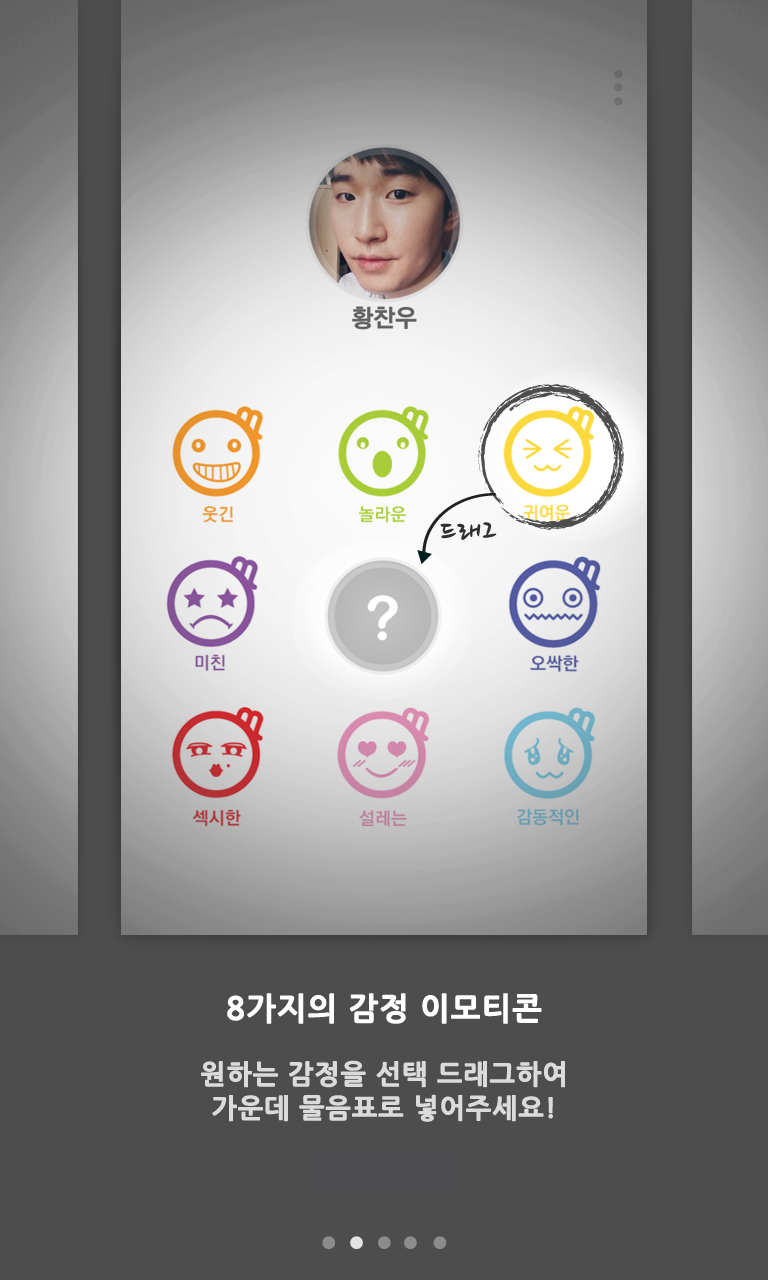 황찬우
웃긴
놀라운
귀여운
드래그
미친
?
오싹한
섹시한
설레는
감동적인
8가지의 감정 이모티콘
원하는 감정을 선택 드래그하여
가운데 물음표로 넣어주세요!